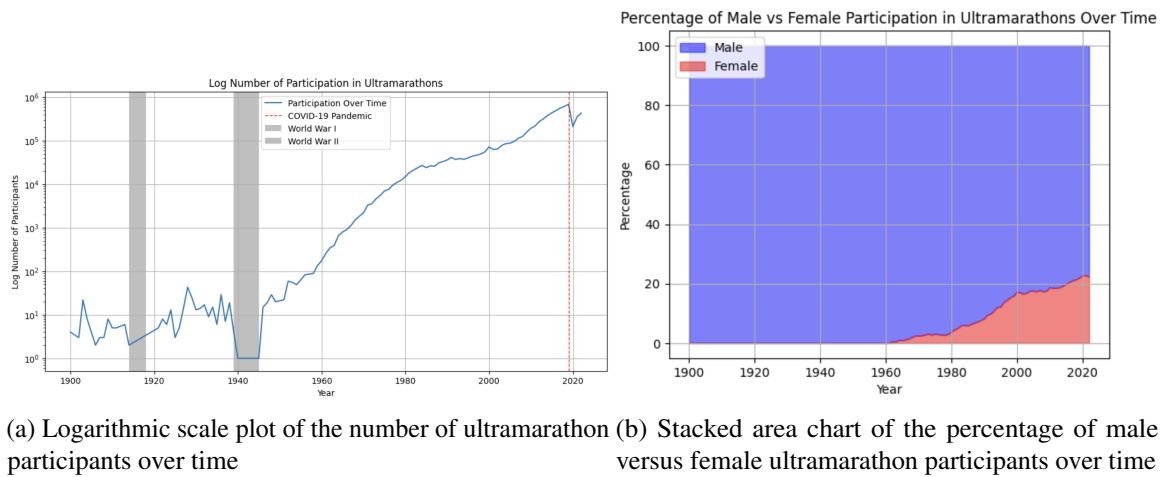 Log Number of Participation in Ultramarathons
10^6
10^5
10^4
10^3
10^2
10^1
10^0
Log Number of Participants
Participation Over Time
COVID-19 Pandemic
World War I
World War II
1900 1920 1940 1960 1980 2000 2020
Year
(a) Logarithmic scale plot of the number of ultramarathon
participants over time
Percentage of Male vs Female Participation in Ultramarathons Over Time
100
80
60
40
20
0
Percentage
Male
Female
1900 1920 1940 1960 1980 2000 2020
Year
(b) Stacked area chart of the percentage of male
versus female ultramarathon participants over time